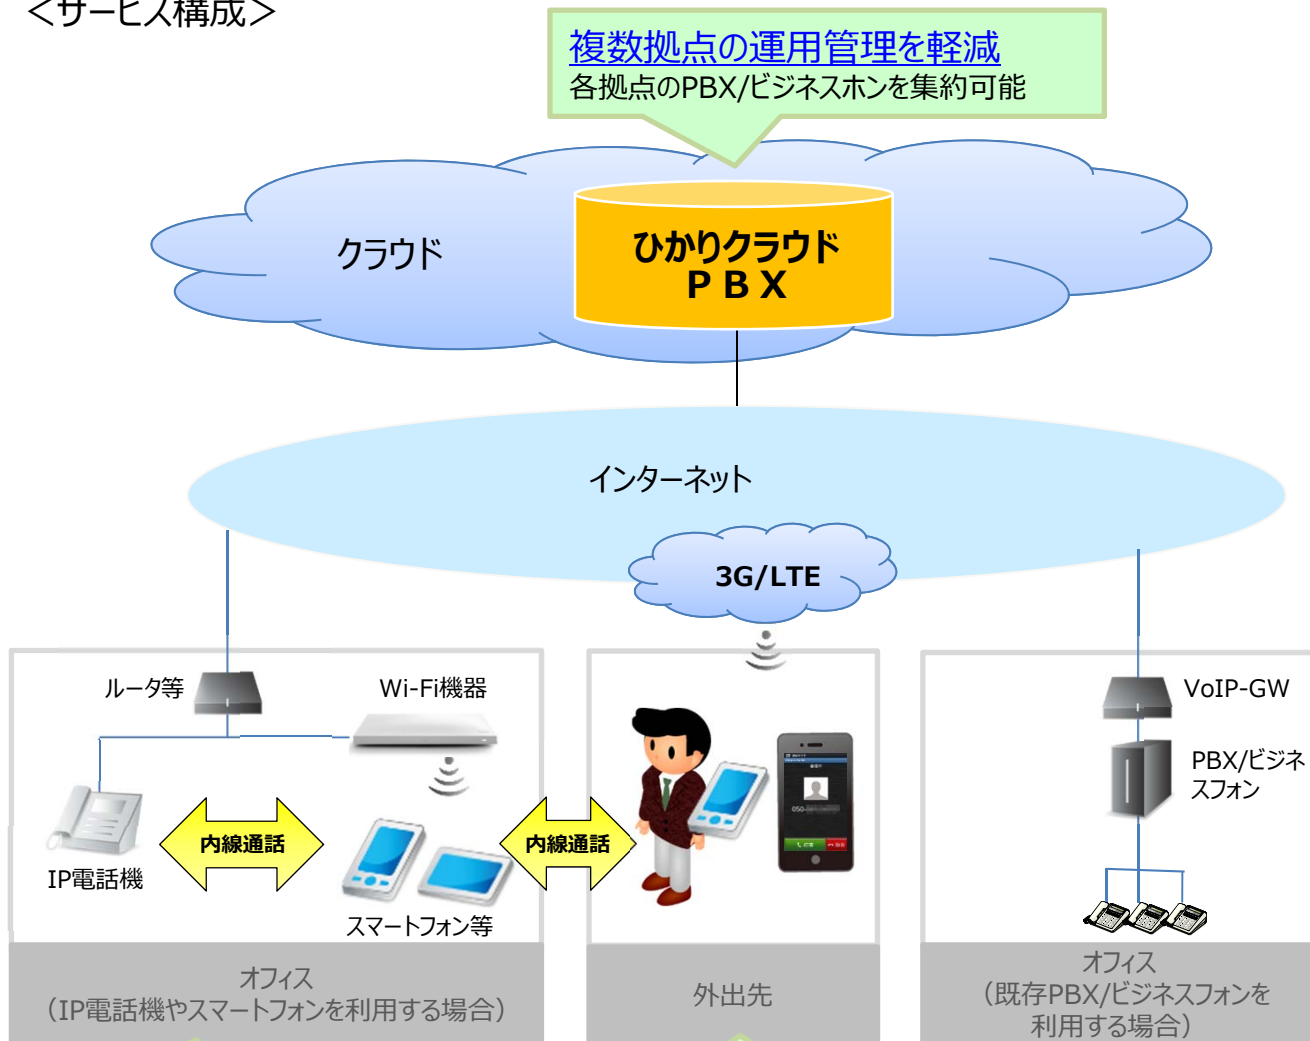 ＜サービス構成＞
複数拠点の運用管理を軽減
各拠点のPBX/ビジネスホンを集約可能
クラウド
ひかりクラウド
ＰＢＸ
インターネット
3G/LTE
ルータ等
Wi-Fi機器
IP電話機
内線通話
スマートフォン等
内線通話
050-
VoIP-GW
PBX/ビジネ
スフォン
オフィス
（IP電話機やスマートフォンを利用する場合）
外出先
オフィス
（既存PBX/ビジネスフォンを
利用する場合）